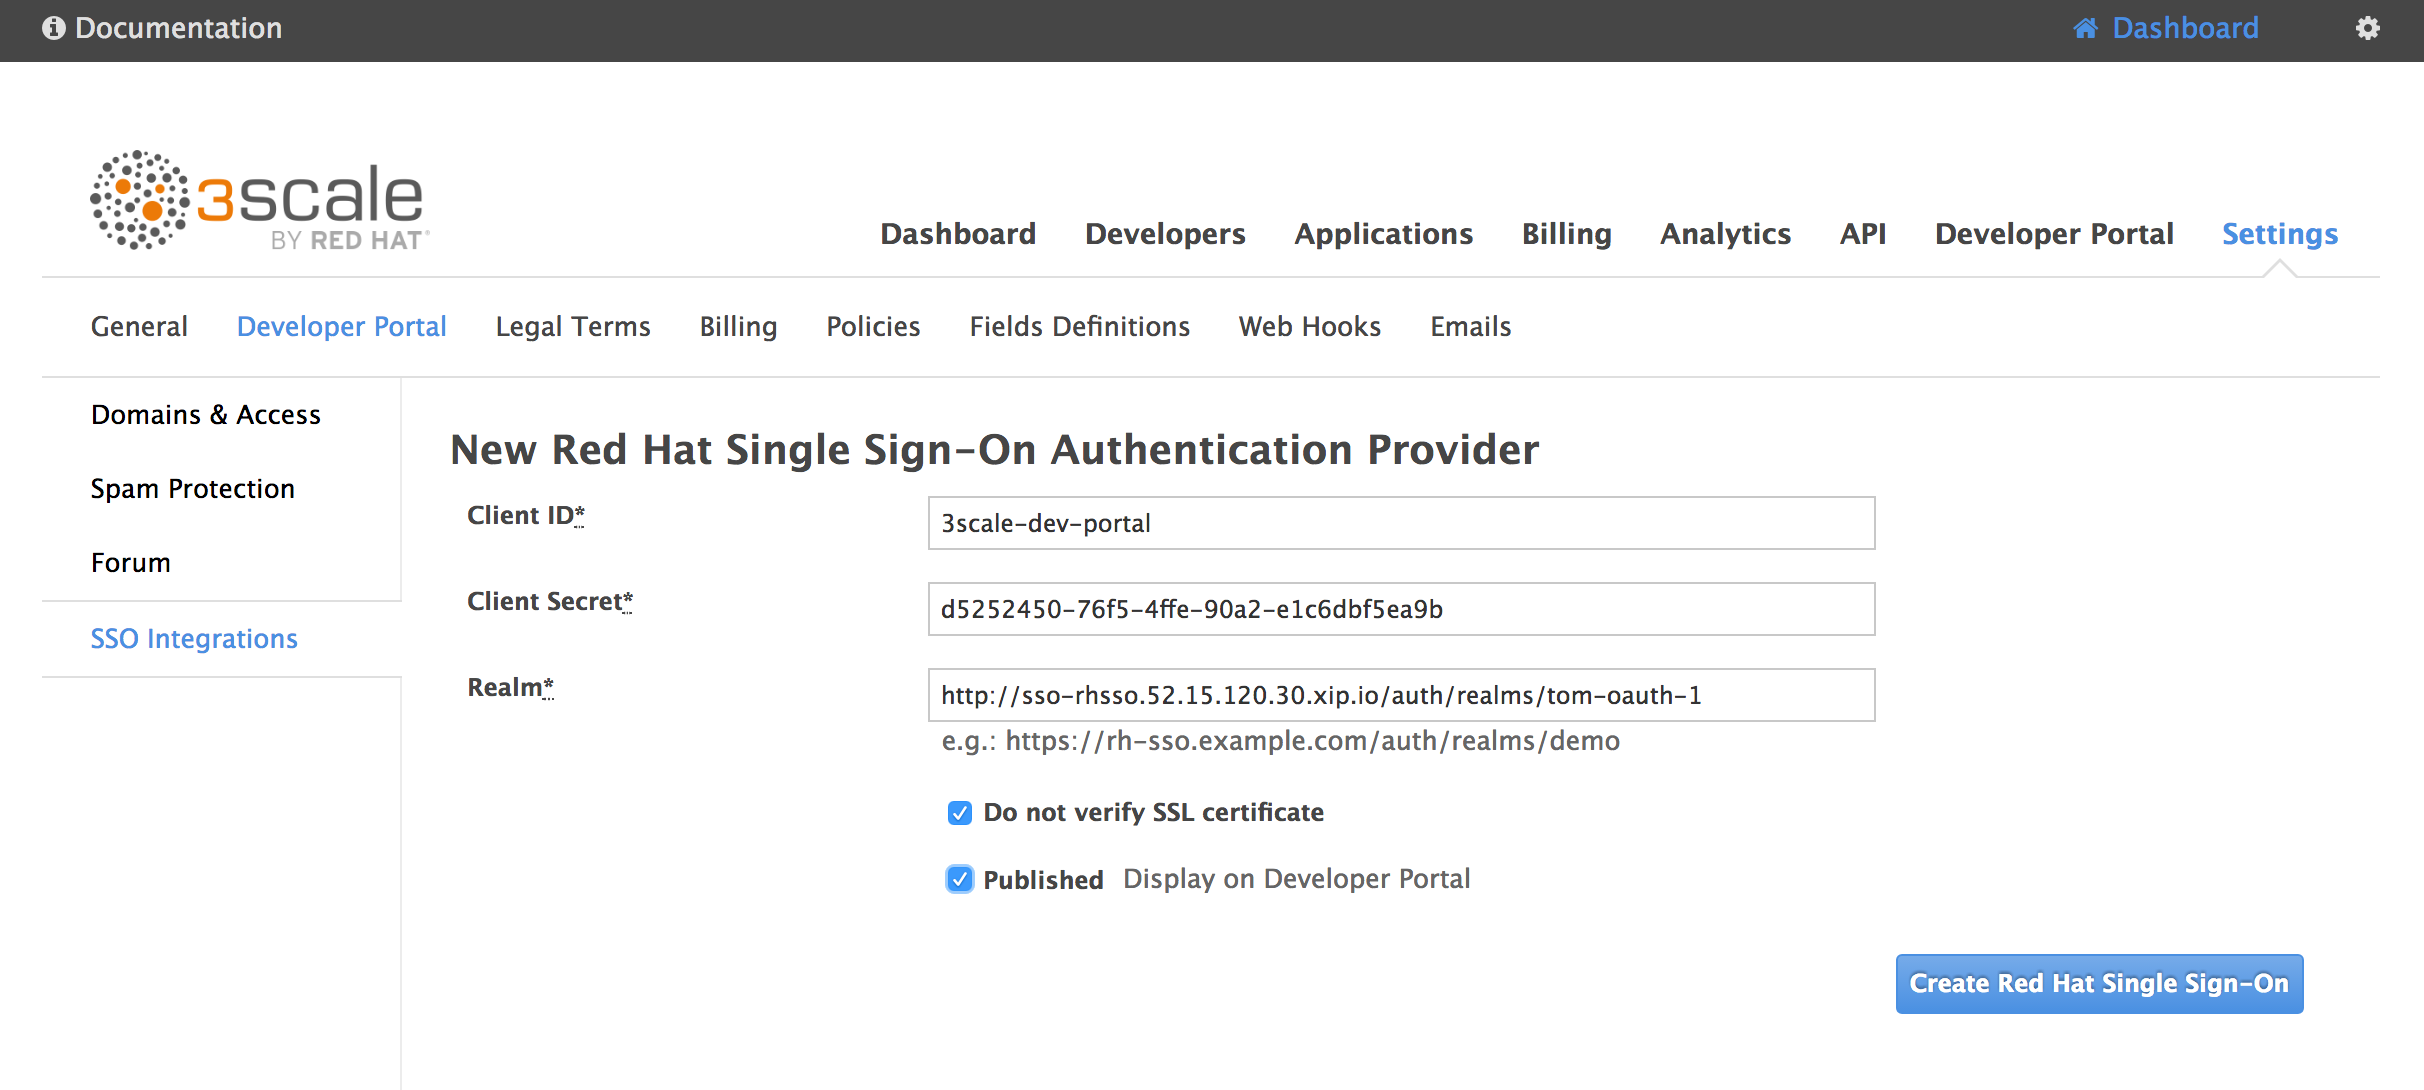 Documentation
Dashboard
3scale
BY RED HAT®
Dashboard Developers Applications Billing Analytics API Developer Portal Settings
General Developer Portal Legal Terms Billing Policies Fields Definitions Web Hooks Emails
Domains & Access
Spam Protection
Forum
SSO Integrations
New Red Hat Single Sign-On Authentication Provider
Client ID*
3scale-dev-portal
Client Secret*
d5252450-76f5-4ffe-90a2-e1c6dbf5ea9b
Realm*
http://sso-rhsso.52.15.120.30.xip.io/auth/realms/tom-oauth-1
e.g.: https://rh-sso.example.com/auth/realms/demo
Do not verify SSL certificate
Published Display on Developer Portal
Create Red Hat Single Sign-On